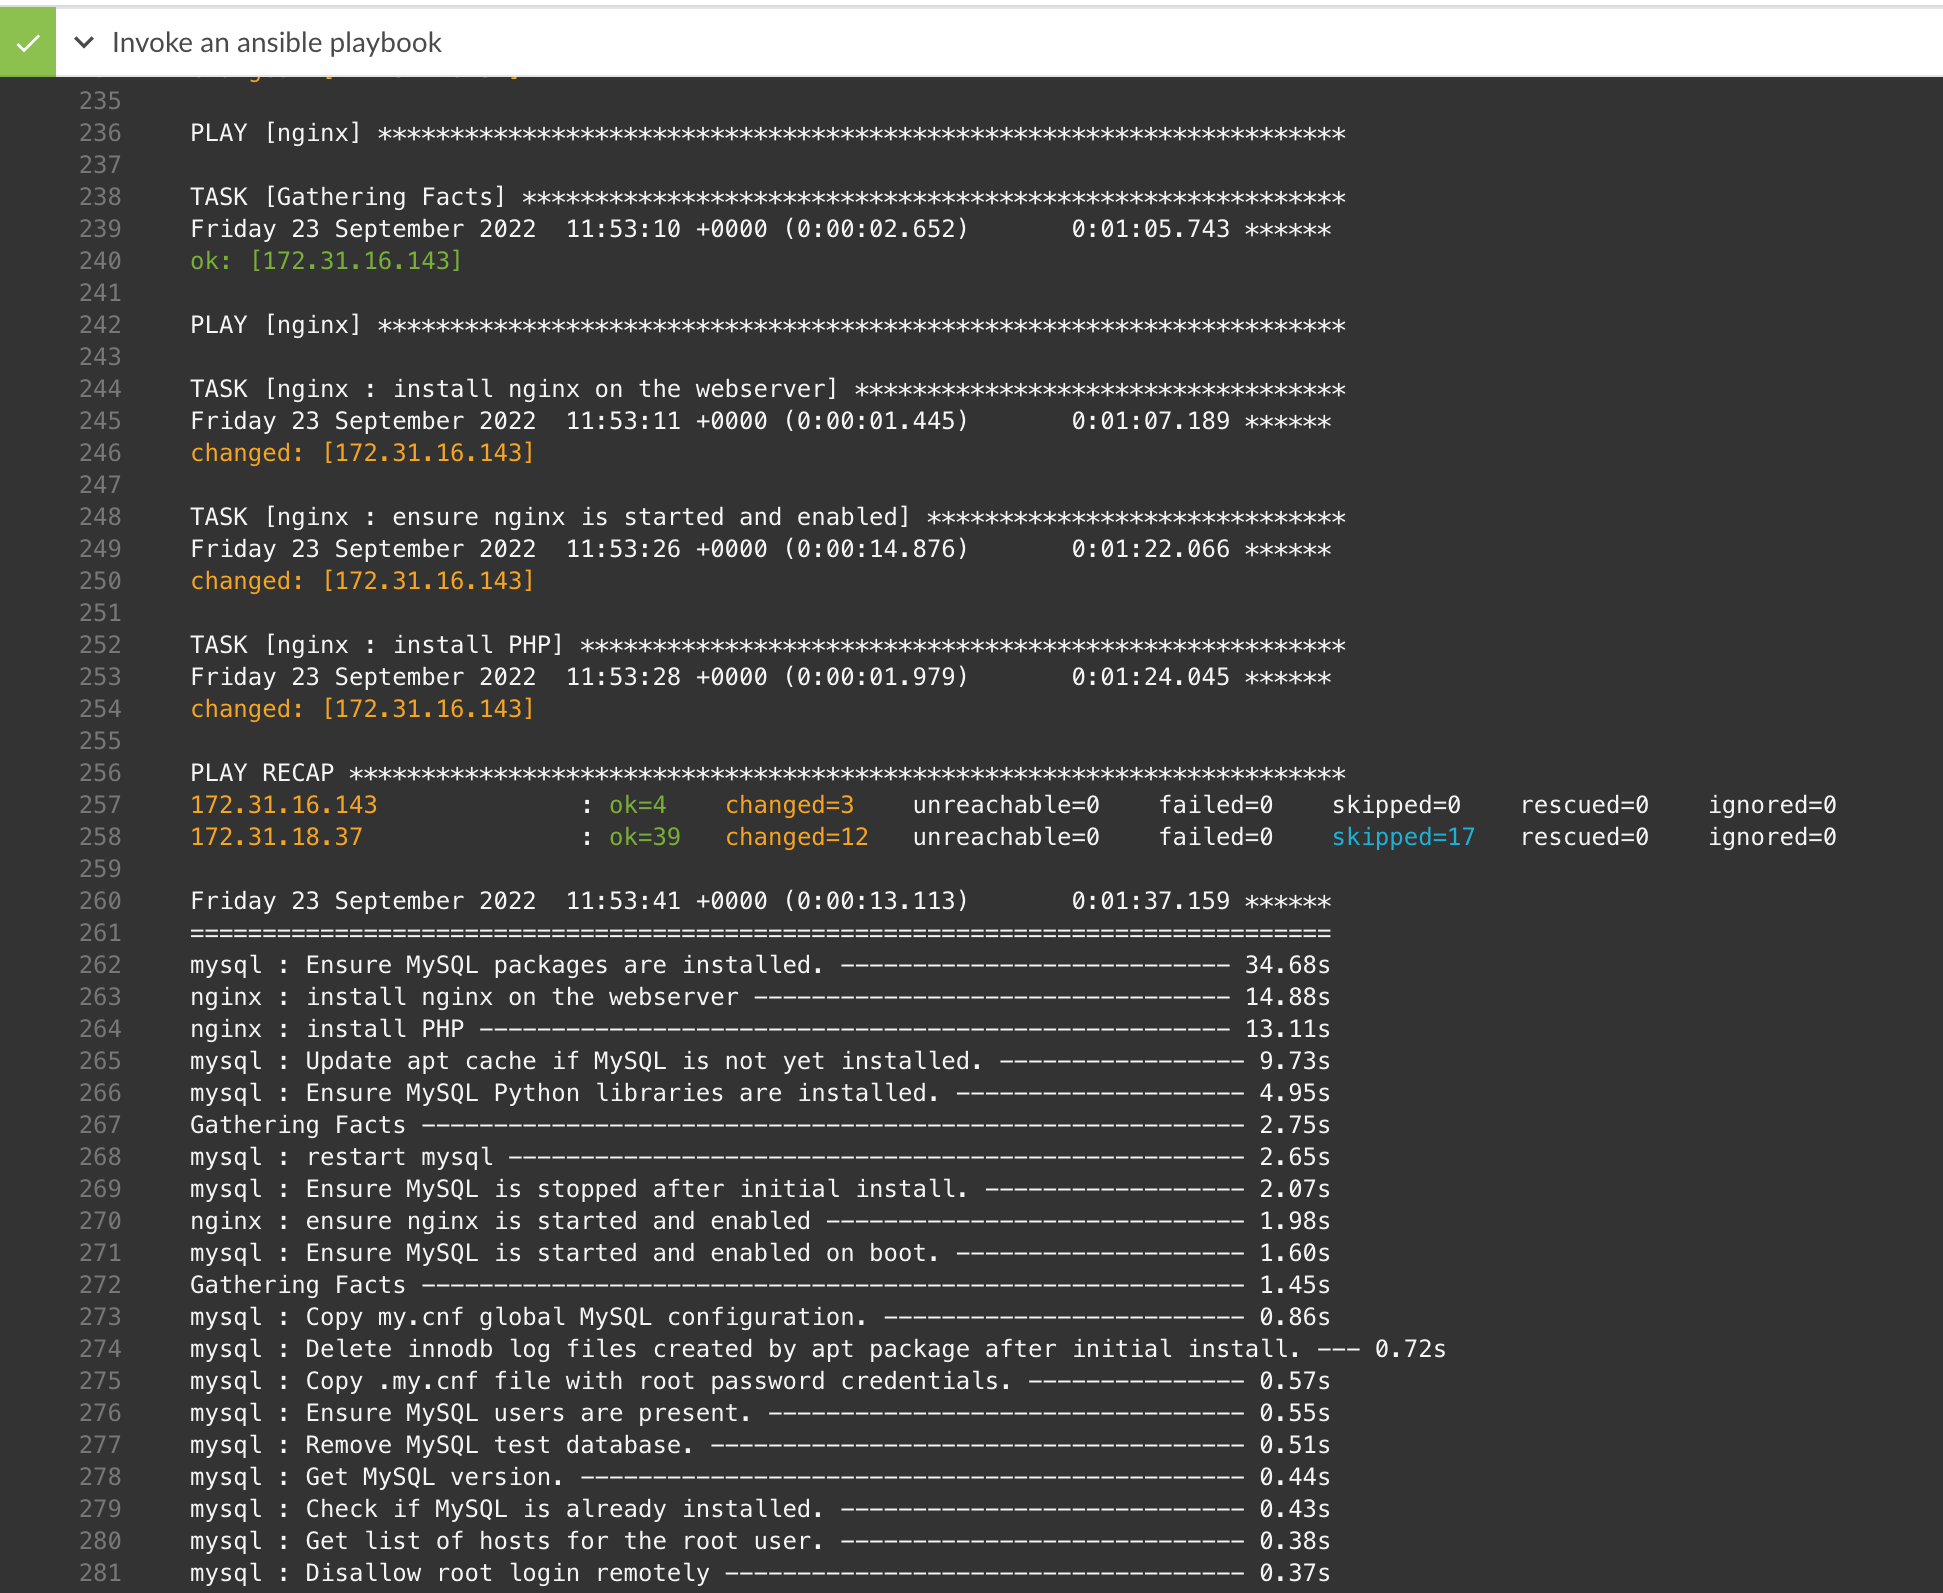 Invoke an ansible playbook
235
236 PLAY [nginx] *******************************************************************
237
238 TASK [Gathering Facts] *********************************************************
239 Friday 23 September 2022  11:53:10 +0000 (0:00:02.652)       0:01:05.743 ******
240 ok: [172.31.16.143]
241
242 PLAY [nginx] *******************************************************************
243
244 TASK [nginx : install nginx on the webserver] **********************************
245 Friday 23 September 2022  11:53:11 +0000 (0:00:01.445)       0:01:07.189 ******
246 changed: [172.31.16.143]
247
248 TASK [nginx : ensure nginx is started and enabled] *****************************
249 Friday 23 September 2022  11:53:26 +0000 (0:00:14.876)       0:01:22.066 ******
250 changed: [172.31.16.143]
251
252 TASK [nginx : install PHP] *****************************************************
253 Friday 23 September 2022  11:53:28 +0000 (0:00:01.979)       0:01:24.045 ******
254 changed: [172.31.16.143]
255
256 PLAY RECAP *********************************************************************
257 172.31.16.143              : ok=4    changed=3    unreachable=0    failed=0    skipped=0    rescued=0    ignored=0
258 172.31.18.37               : ok=39   changed=12   unreachable=0    failed=0    skipped=17   rescued=0    ignored=0
259
260 Friday 23 September 2022  11:53:41 +0000 (0:00:13.113)       0:01:37.159 ******
261 ===============================================================================
262 mysql : Ensure MySQL packages are installed. --------------------------- 34.68s
263 nginx : install nginx on the webserver --------------------------------- 14.88s
264 nginx : install PHP ---------------------------------------------------- 13.11s
265 mysql : Update apt cache if MySQL is not yet installed. ----------------- 9.73s
266 mysql : Ensure MySQL Python libraries are installed. -------------------- 4.95s
267 Gathering Facts --------------------------------------------------------- 2.75s
268 mysql : restart mysql --------------------------------------------------- 2.65s
269 mysql : Ensure MySQL is stopped after initial install. ------------------ 2.07s
270 nginx : ensure nginx is started and enabled ----------------------------- 1.98s
271 mysql : Ensure MySQL is started and enabled on boot. -------------------- 1.60s
272 Gathering Facts --------------------------------------------------------- 1.45s
273 mysql : Copy my.cnf global MySQL configuration. ------------------------- 0.86s
274 mysql : Delete innodb log files created by apt package after initial install. --- 0.72s
275 mysql : Copy .my.cnf file with root password credentials. --------------- 0.57s
276 mysql : Ensure MySQL users are present. --------------------------------- 0.55s
277 mysql : Remove MySQL test database. ------------------------------------- 0.51s
278 mysql : Get MySQL version. ---------------------------------------------- 0.44s
279 mysql : Check if MySQL is already installed. ---------------------------- 0.43s
280 mysql : Get list of hosts for the root user. ---------------------------- 0.38s
281 mysql : Disallow root login remotely ------------------------------------ 0.37s